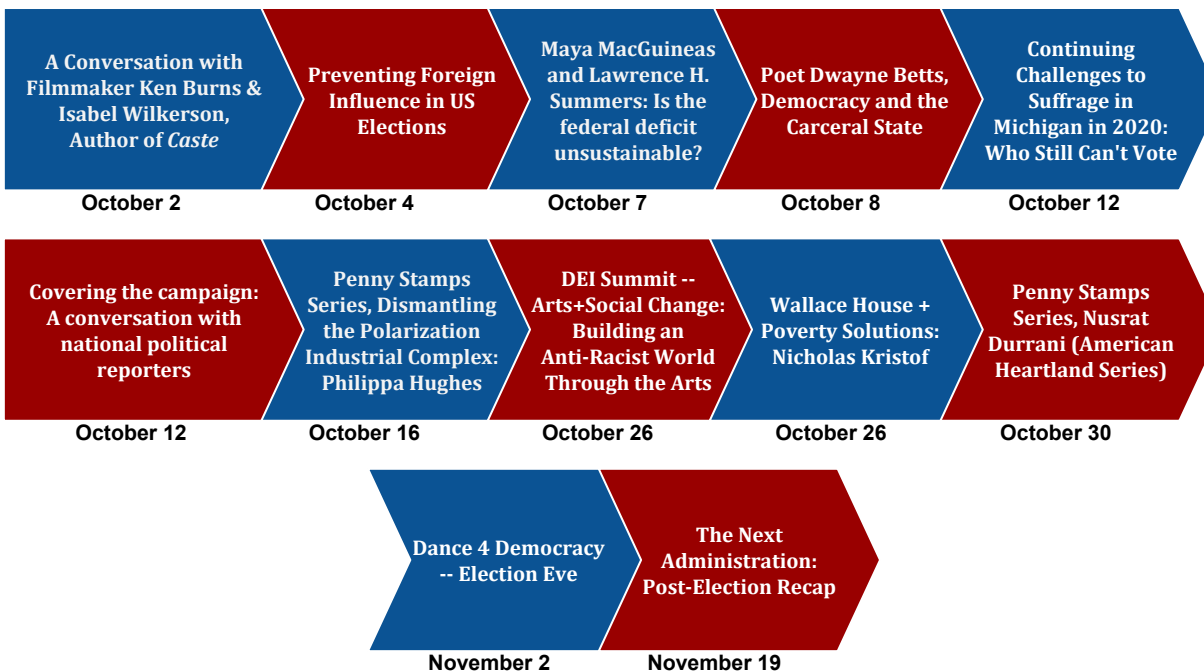 A Conversation with
Filmmaker Ken Burns &
Isabel Wilkerson,
Author of Caste
October 2
Preventing Foreign
Influence in US
Elections
October 4
Maya MacGuineas
and Lawrence H.
Summers: Is the
federal deficit
unsustainable?
October 7
Poet Dwayne Betts,
Democracy and the
Carceral State
October 8
Continuing
Challenges to
Suffrage in
Michigan in 2020:
Who Still Can't Vote
October 12
Covering the campaign:
A conversation with
national political
reporters
October 12
Penny Stamps
Series, Dismantling
the Polarization
Industrial Complex:
Philippa Hughes
October 16
DEI Summit --
Arts+Social Change:
Building an
Anti-Racist World
Through the Arts
October 26
Wallace House +
Poverty Solutions:
Nicholas Kristof
October 26
Penny Stamps
Series, Nusrat
Durrani (American
Heartland Series)
October 30
Dance 4 Democracy
-- Election Eve
November 2
The Next
Administration:
Post-Election Recap
November 19